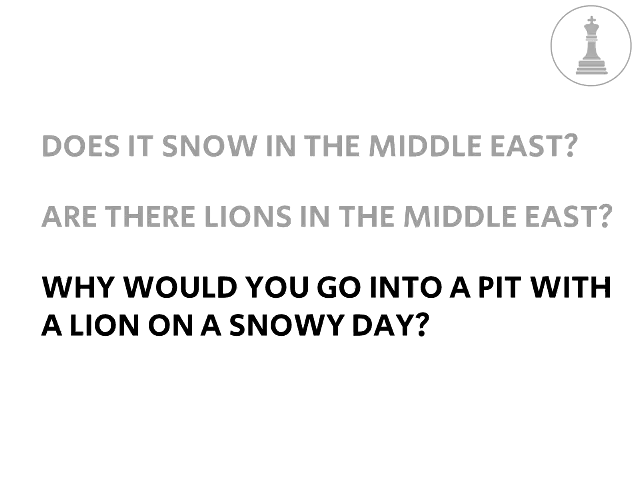 DOES IT SNOW IN THE MIDDLE EAST?
ARE THERE LIONS IN THE MIDDLE EAST?
WHY WOULD YOU GO INTO A PIT WITH
A LION ON A SNOWY DAY?